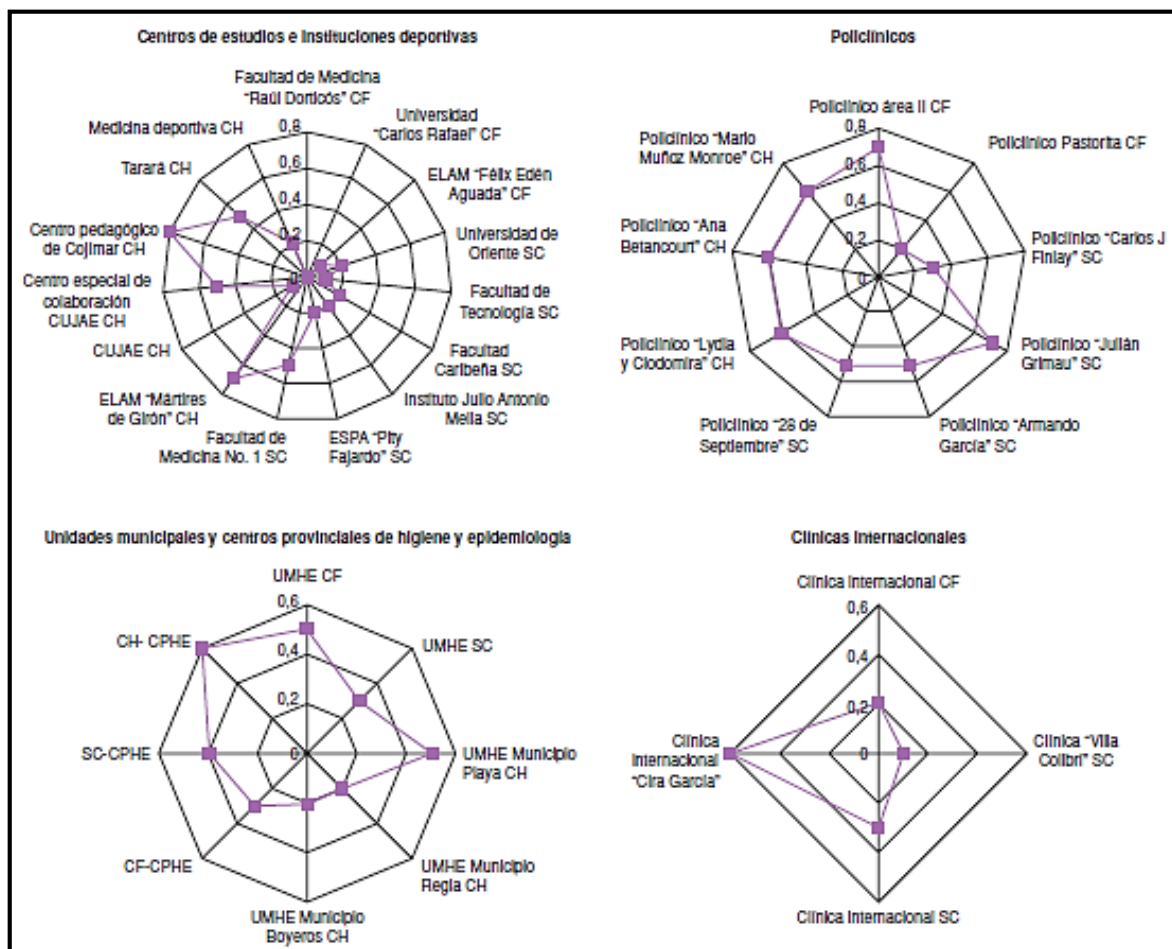 Centros de estudios e Instituciones deportivas
Facultad de Medicina
"Raúl Dorticós" CF
Universidad
"Carlos Rafael" CF
ELAM "Félix Edén
Aguada" CF
Universidad de
Oriente SC
Facultad de
Tecnología SC
Facultad
Caribeña SC
Instituto Julio Antonio
Mella SC
ESPA "Pity
Fajardo" SC
Facultad de
Medicina No. 1 SC
ELAM "Mártires
de Girón" CH
CUJAE CH
Centro especial de
colaboración
CUJAE CH
Centro pedagógico
de Cojimar CH
Tarará CH
Medicina deportiva CH
0,8
0,6
0,4
0,2
0
Policlínicos
Policlínico área II CF
Policlínico Pastorita CF
Policlínico "Carlos J
Finlay" SC
Policlínico "Julián
Grimau" SC
Policlínico "Armando
García" SC
Policlínico "28 de
Septiembre" SC
Policlínico "Lydia
y Clodomira" CH
Policlínico "Ana
Betancourt" CH
Policlínico "Mario
Muñoz Monroe" CH
0,8
0,6
0,4
0,2
0
Unidades municipales y centros provinciales de higiene y epidemiología
UMHE CF
UMHE SC
UMHE Municipio
Playa CH
UMHE Municipio
Regla CH
UMHE Municipio
Boyeros CH
CF-CPHE
SC-CPHE
CH- CPHE
0,6
0,4
0,2
0
Clínicas Internacionales
Clínica Internacional CF
Clínica "Villa
Colibrí" SC
Clínica Internacional SC
Clínica
Internacional
"Cira García"
0,6
0,4
0,2
0